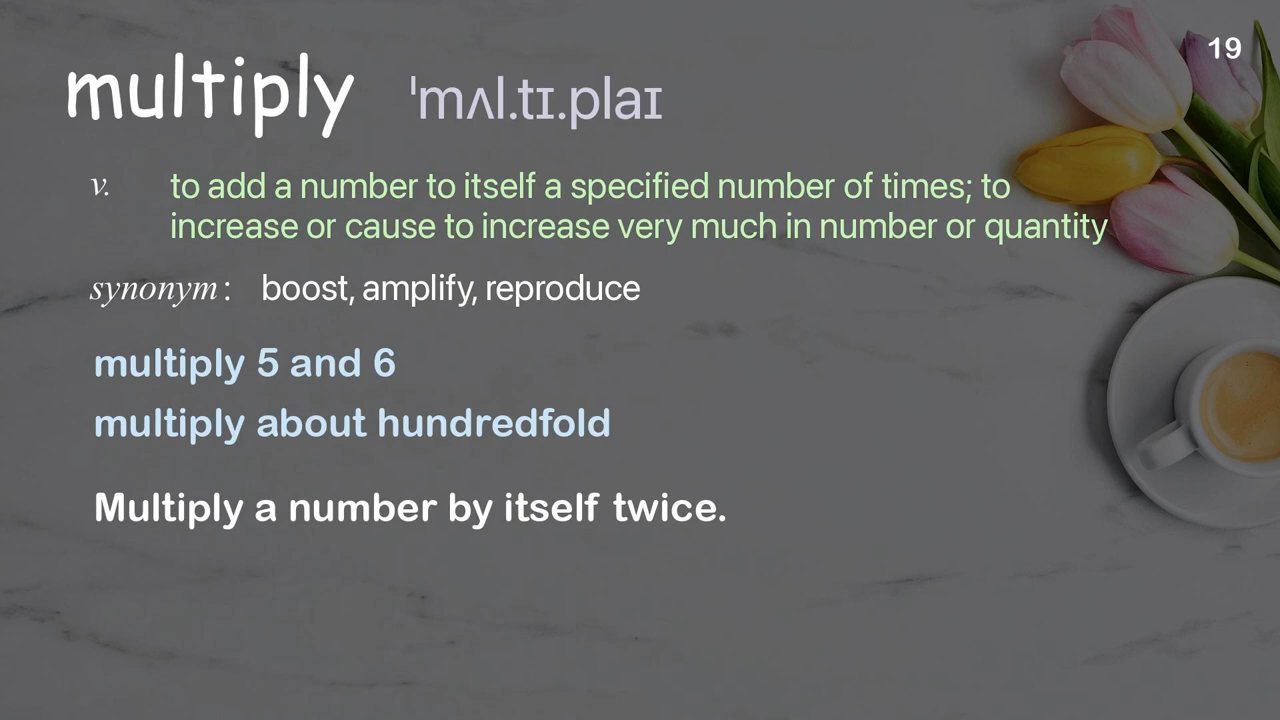 19
multiply ˈmʌl.tɪ.plaɪ
v. to add a number to itself a specified number of times; to
increase or cause to increase very much in number or quantity
synonym : boost, amplify, reproduce
multiply 5 and 6
multiply about hundredfold
Multiply a number by itself twice.